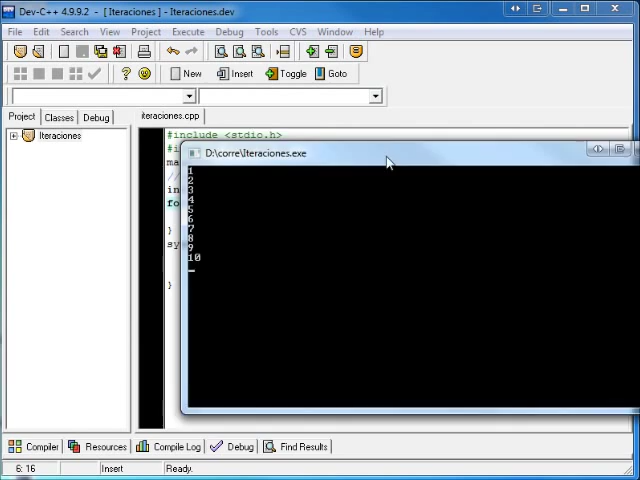 Dev-C++ 4.9.9.2 - [ Iteraciones ] - Iteraciones.dev
File Edit Search View Project Execute Debug Tools CVS Window Help
New Insert Toggle Goto
Project Classes Debug
iteraciones.cpp
Iteraciones
#include <stdio.h>
#i
ma
//
in
fo
}
sy
}
D:\corre\Iteraciones.exe
1
2
3
4
5
6
7
8
9
10
Compiler Resources Compile Log Debug Find Results
6: 16 Insert Ready.